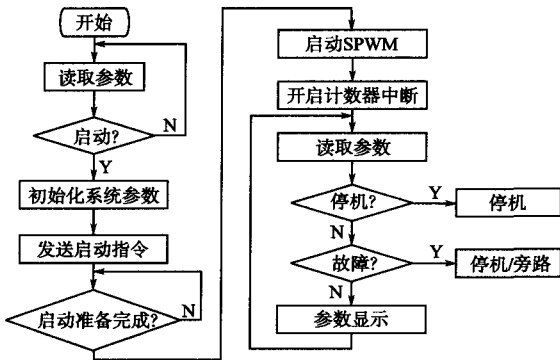 开始
读取参数
启动?
N
Y
初始化系统参数
发送启动指令
启动准备完成?
N
启动SPWM
开启计数器中断
读取参数
停机?
Y
停机
N
故障?
Y
停机/旁路
N
参数显示